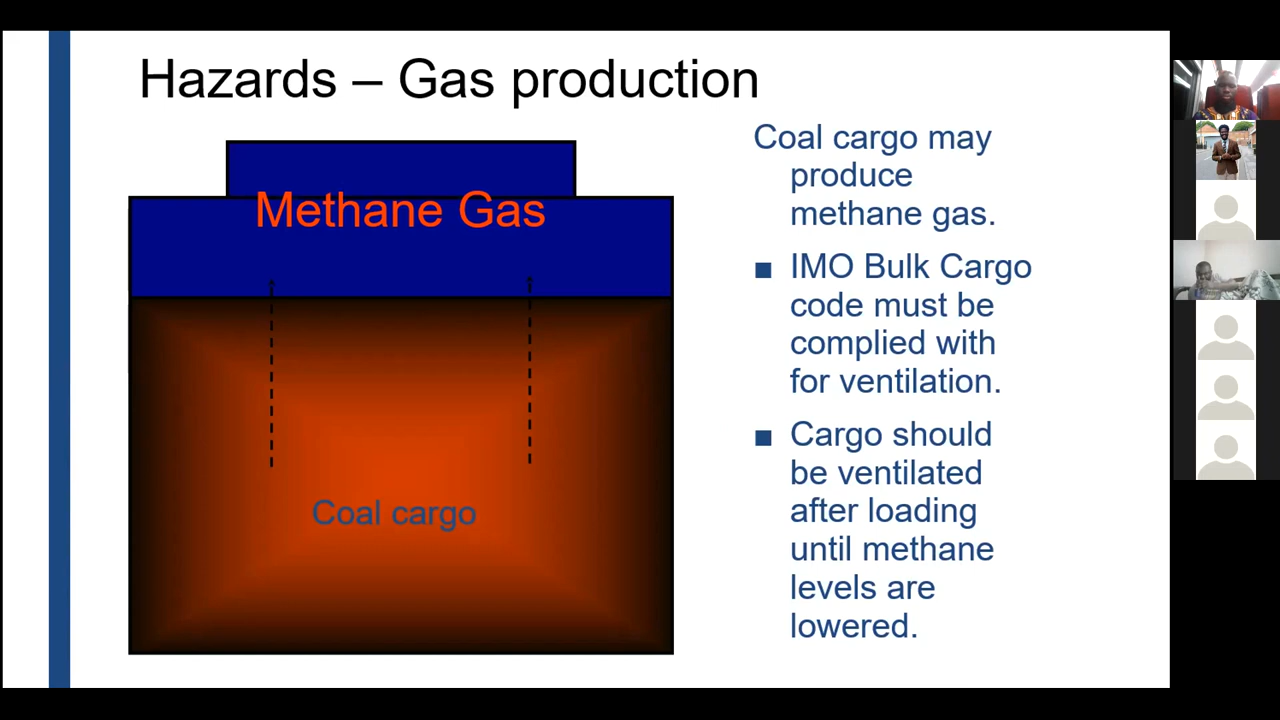 Hazards – Gas production
Methane Gas
Coal cargo
Coal cargo may
produce
methane gas.
■ IMO Bulk Cargo
code must be
complied with
for ventilation.
■ Cargo should
be ventilated
after loading
until methane
levels are
lowered.